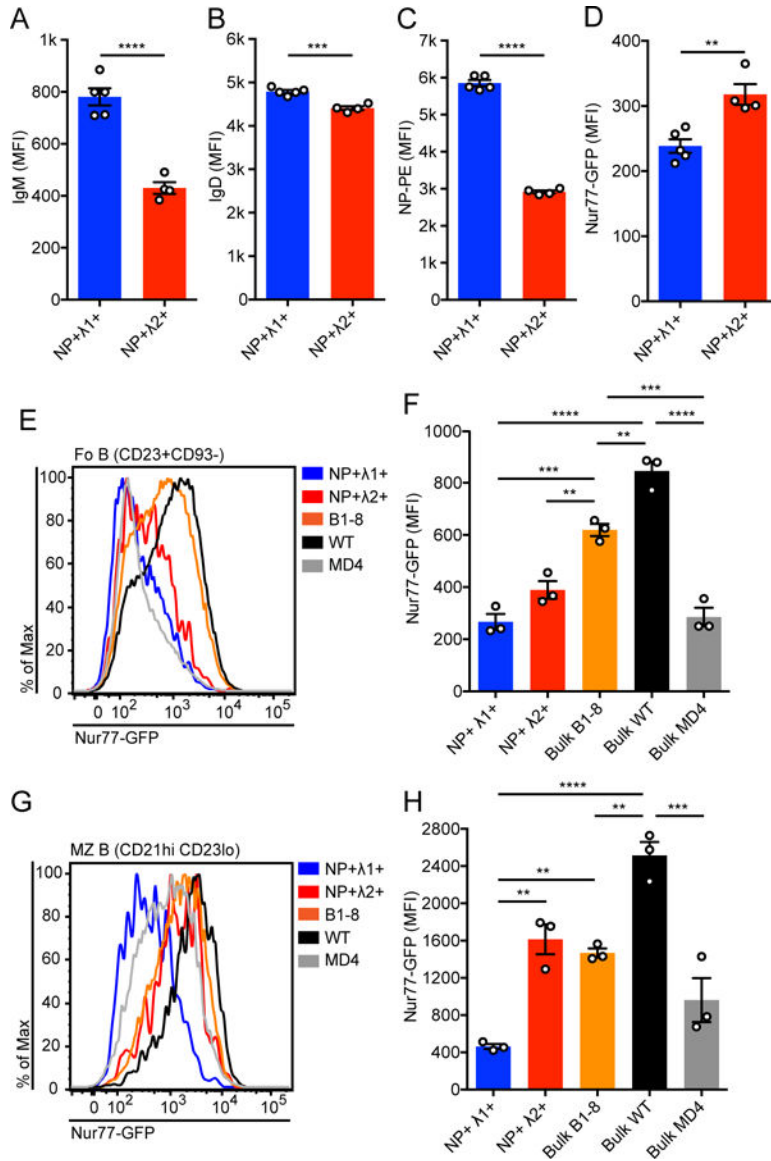 A
IgM (MFI)
1000
800
600
400
200
0
****
NP+λ1+
NP+λ2+
B
IgD (MFI)
6k
5k
4k
3k
2k
1k
0
***
NP+λ1+
NP+λ2+
C
NP-PE (MFI)
7k
6k
5k
4k
3k
2k
1k
0
****
NP+λ1+
NP+λ2+
D
Nur77-GFP (MFI)
400
300
200
100
0
**
NP+λ1+
NP+λ2+
E
Fo B (CD23+CD93-)
% of Max
100
80
60
40
20
0
0 10² 10³ 10⁴ 10⁵
Nur77-GFP
NP+λ1+
NP+λ2+
B1-8
WT
MD4
F
Nur77-GFP (MFI)
1000
800
600
400
200
0
***
****
****
***
**
**
NP+ λ1+
NP+ λ2+
Bulk B1-8
Bulk WT
Bulk MD4
G
MZ B (CD21hi CD23lo)
% of Max
100
80
60
40
20
0
0 10² 10³ 10⁴ 10⁵
Nur77-GFP
NP+λ1+
NP+λ2+
B1-8
WT
MD4
H
Nur77-GFP (MFI)
2800
2400
2000
1600
1200
800
400
0
****
**
***
**
**
NP+ λ1+
NP+ λ2+
Bulk B1-8
Bulk WT
Bulk MD4